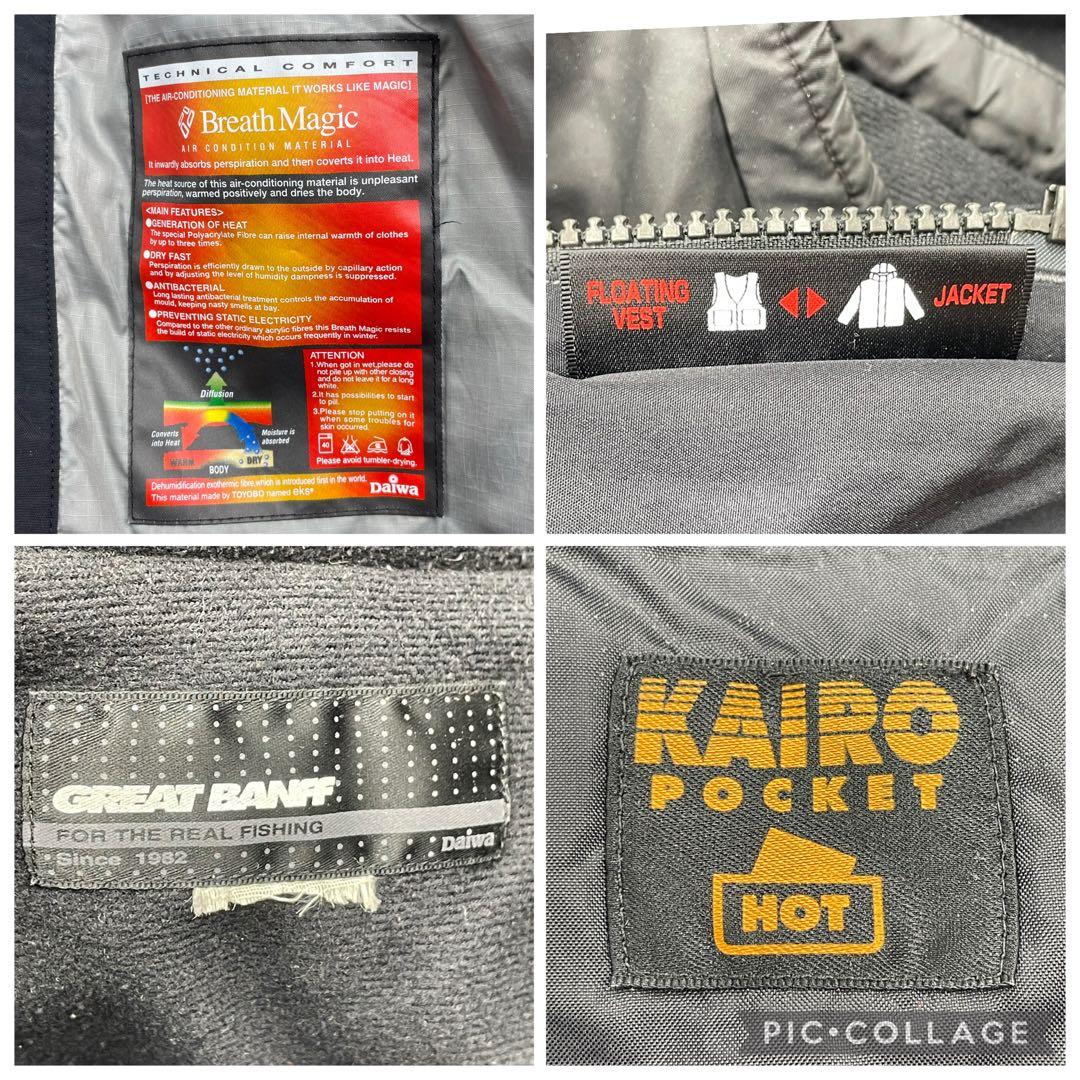 TECHNICAL COMFORT
[THE AIR-CONDITIONING MATERIAL IT WORKS LIKE MAGIC]
Breath Magic
AIR CONDITION MATERIAL
It inwardly absorbs perspiration and then coverts it into Heat.
The heat source of this air-conditioning material is unpleasant
perspiration, warmed positively and dries the body.
<MAIN FEATURES>
●GENERATION OF HEAT
The special Polyacrylate Fibre can raise internal warmth of clothes
by up to three times.
●DRY FAST
Perspiration is efficiently drawn to the outside by capillary action
and by adjusting the level of humidity dampness is suppressed.
●ANTIBACTERIAL
Long lasting antibacterial treatment controls the accumulation of
mould, keeping nasty smells at bay.
●PREVENTING STATIC ELECTRICITY
Compared to the other ordinary acrylic fibres this Breath Magic resists
the build of static electricity which occurs frequently in winter.
Diffusion
Converts
into Heat
Moisture is
absorbed
WARM
BODY
DRY
ATTENTION
1.When got in wet,please do
not pile up with other closing
and do not leave it for a long
white.
2.It has possibilities to start
to pill.
3.Please stop putting on it
when some troubles for
skin occurred.
40
Please avoid tumbler-drying.
Dehumidification exothermic fibre,which is introduced first in the world.
This material made by TOYOBO named eks®
Daiwa
FLOATING
VEST
JACKET
GREAT BANFF
FOR THE REAL FISHING
Since 1982
Daiwa
KAIRO
POCKET
HOT
PIC•COLLAGE